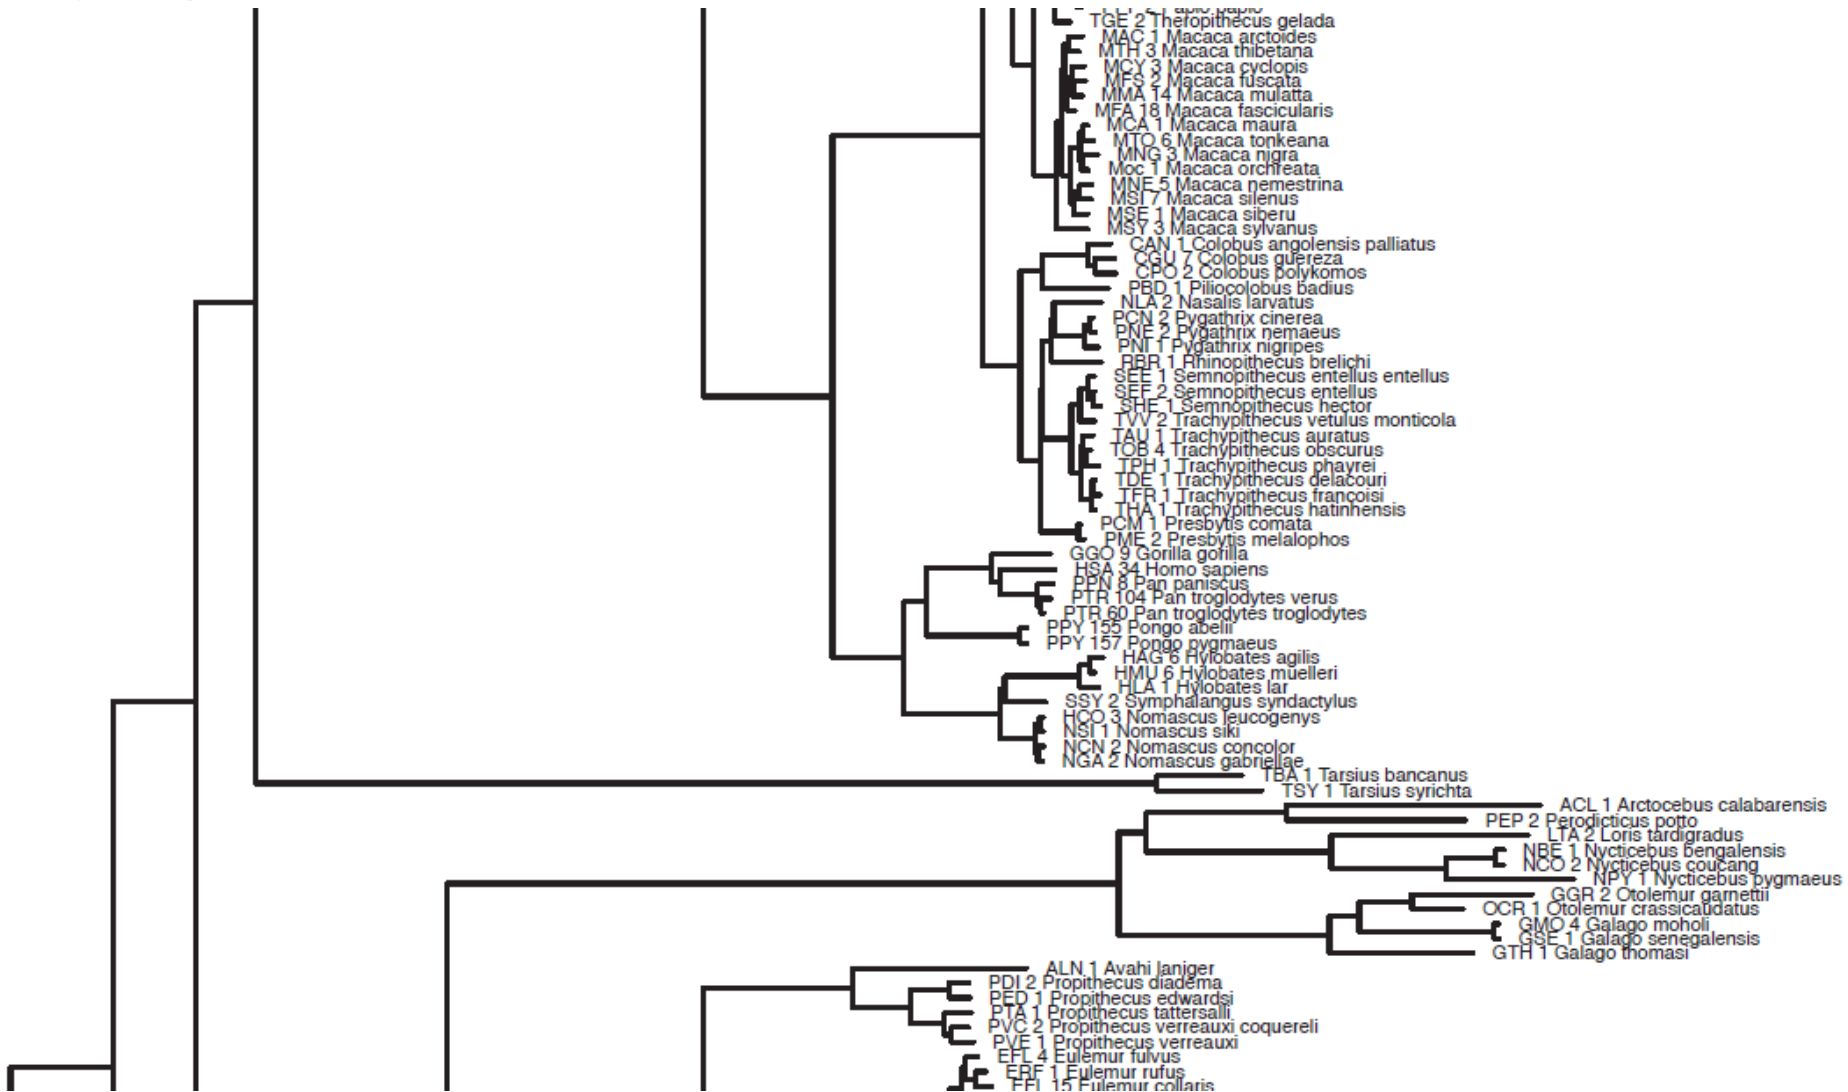 TGE 2 Theropithecus gelada
MAC 1 Macaca arctoides
MTH 3 Macaca thibetana
MCY 3 Macaca cyclopis
MFS 2 Macaca fuscata
MMA 14 Macaca mulatta
MFA 18 Macaca fascicularis
MCA 1 Macaca maura
MTO 6 Macaca tonkeana
MNG 3 Macaca nigra
Moc 1 Macaca orchreata
MNE 5 Macaca nemestrina
MSI 7 Macaca silenus
MSE 1 Macaca siberu
MSY 3 Macaca sylvanus
CAN 1 Colobus angolensis palliatus
CGU 7 Colobus guereza
CPO 2 Colobus polykomos
PBD 1 Piliocolobus badius
NLA 2 Nasalis larvatus
PCN 2 Pygathrix cinerea
PNE 2 Pygathrix nemaeus
PNI 1 Pygathrix nigripes
RBR 1 Rhinopithecus brelichi
SEE 1 Semnopithecus entellus entellus
SEF 2 Semnopithecus entellus
SHE 1 Semnopithecus hector
TVV 2 Trachypithecus vetulus monticola
TAU 1 Trachypithecus auratus
TOB 4 Trachypithecus obscurus
TPH 1 Trachypithecus phayrei
TDE 1 Trachypithecus delacouri
TFR 1 Trachypithecus francoisi
THA 1 Trachypithecus hatinhensis
PCM 1 Presbytis comata
PME 2 Presbytis melalophos
GGO 9 Gorilla gorilla
HSA 34 Homo sapiens
PPN 8 Pan paniscus
PTR 104 Pan troglodytes verus
PTR 60 Pan troglodytes troglodytes
PPY 155 Pongo abelii
PPY 157 Pongo pygmaeus
HAG 6 Hylobates agilis
HMU 6 Hylobates muelleri
HLA 1 Hylobates lar
SSY 2 Symphalangus syndactylus
HCO 3 Nomascus leucogenys
NSI 1 Nomascus siki
NCN 2 Nomascus concolor
NGA 2 Nomascus gabriellae
TBA 1 Tarsius bancanus
TSY 1 Tarsius syrichta
ACL 1 Arctocebus calabarensis
PEP 2 Perodicticus potto
LTA 2 Loris tardigradus
NBE 1 Nycticebus bengalensis
NCO 2 Nycticebus coucang
NPY 1 Nycticebus pygmaeus
GGR 2 Otolemur garnettii
OCR 1 Otolemur crassicaudatus
GMO 4 Galago moholi
GSE 1 Galago senegalensis
GTH 1 Galago thomasi
ALN 1 Avahi laniger
PDI 2 Propithecus diadema
PED 1 Propithecus edwardsi
PTA 1 Propithecus tattersalli
PVC 2 Propithecus verreauxi coquereli
PVE 1 Propithecus verreauxi
EFL 4 Eulemur fulvus
ERF 1 Eulemur rufus
EFL 15 Eulemur collaris